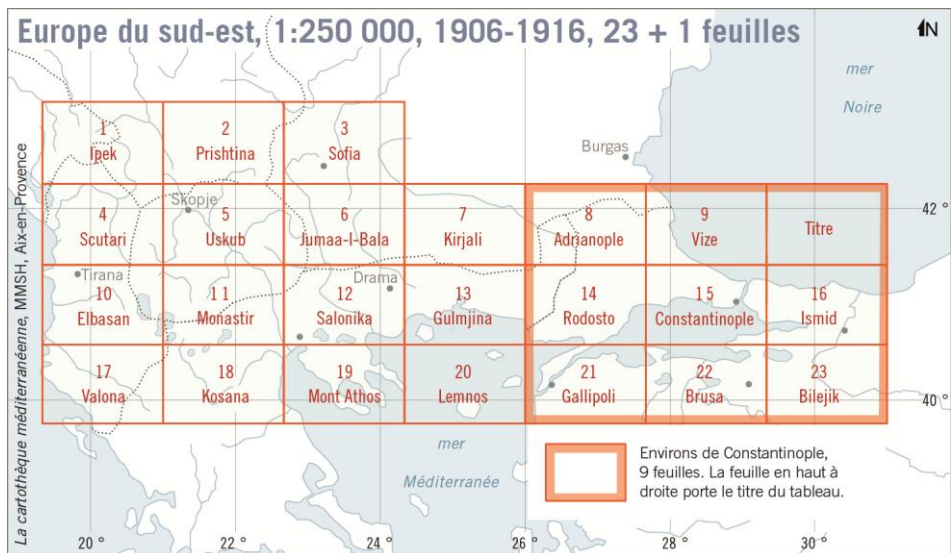 Europe du sud-est, 1:250 000, 1906-1916, 23 + 1 feuilles
N
mer
Noire
Burgas
1
Ipek
2
Prishtina
3
Sofia
Skopje
42 °
4
Scutari
5
Uskub
6
Jumaa-I-Bala
7
Kirjali
8
Adrianople
9
Vize
Titre
Tirana
Drama
10
Elbasan
11
Monastir
12
Salonika
13
Gulmjina
14
Rodosto
15
Constantinople
16
Ismid
17
Valona
18
Kosana
19
Mont Athos
20
Lemnos
21
Gallipoli
22
Brusa
23
Bilejik
40 °
mer
Méditerranée
Environs de Constantinople,
9 feuilles. La feuille en haut à
droite porte le titre du tableau.
20 °
22 °
24 °
26 °
28 °
30 °
La cartothèque méditerranéenne, MMSH, Aix-en-Provence